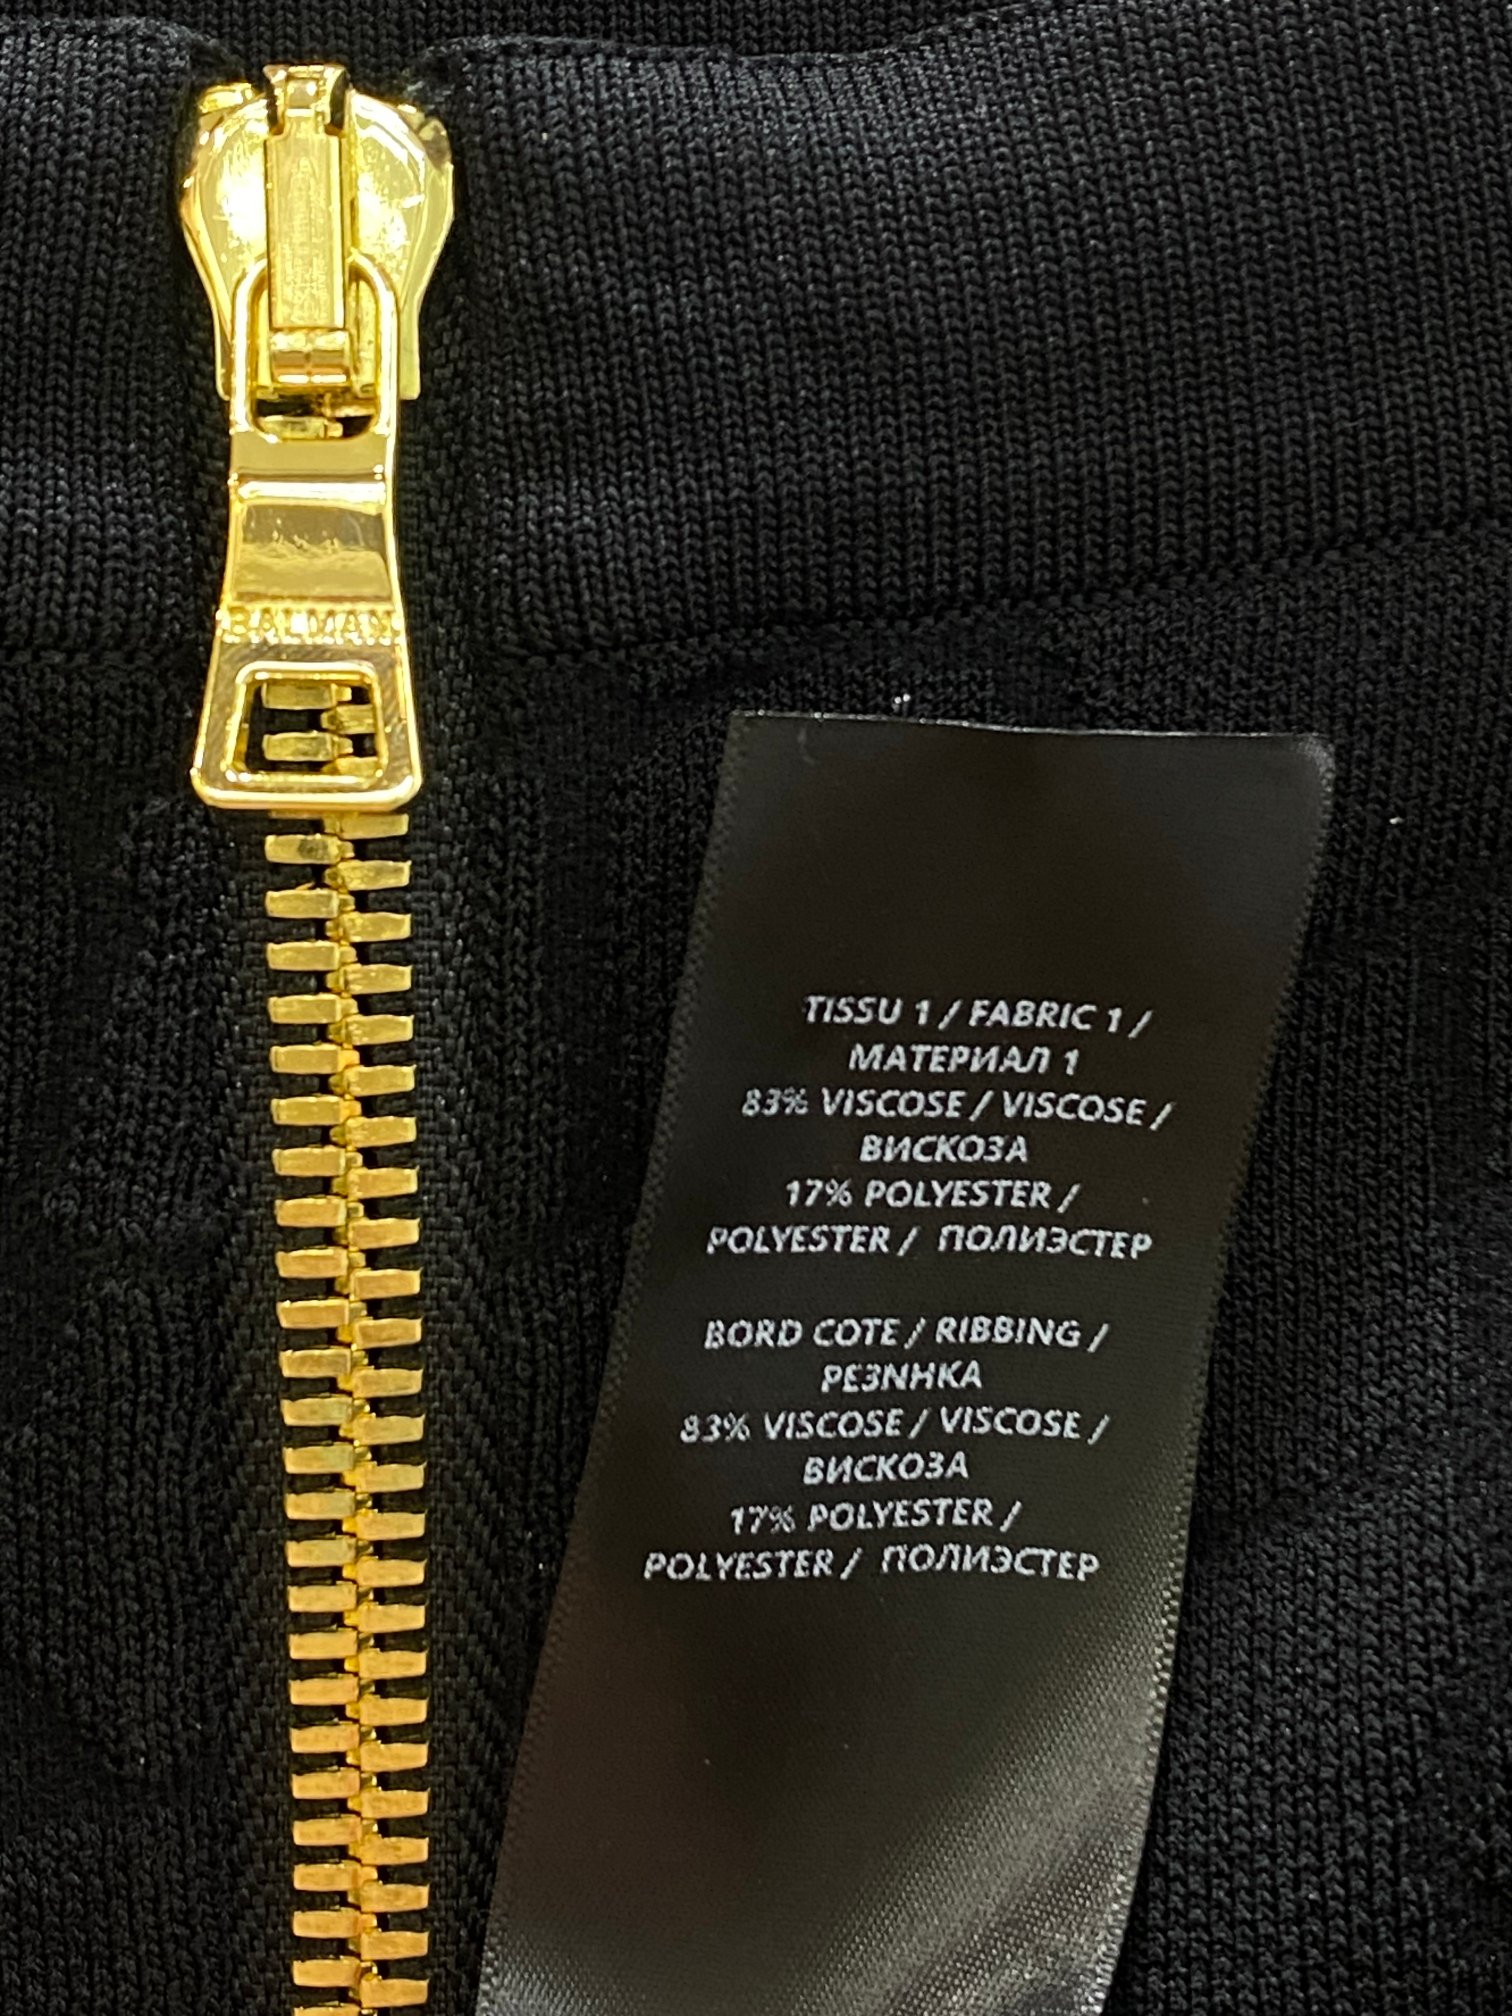 BALMAIN
TISSU 1 / FABRIC 1 /
МАТЕРИАЛ 1
83% VISCOSE / VISCOSE /
ВИСКОЗА
17% POLYESTER /
POLYESTER / ПОЛИЭСТЕР
BORD COTE / RIBBING /
РЕЗNНКА
83% VISCOSE / VISCOSE /
ВИСКОЗА
17% POLYESTER /
POLYESTER / ПОЛИЭСТЕР